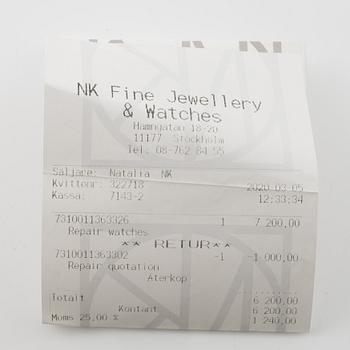 NK Fine Jewellery
& Watches
Hamngatan 18-20
11177 Stockholm
Tel. 08-762 84 55
Säljare: Natalia NK
Kvittonr: 322718 2020.03.05
Kassa: 7143-2 12:33:34
7310011363326 1 7 200,00
Repair watches
** RETUR**
7310011363302 -1 -1 000,00
Repair quotation
Återköp
Totalt 6 200,00
Kontant 6 200,00
Moms 25,00 % 1 240,00